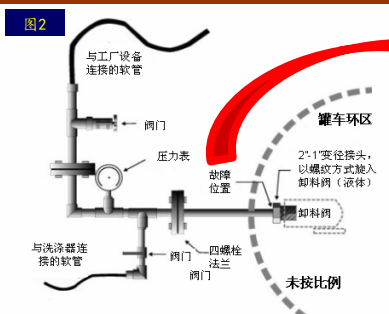 图2
与工厂设备
连接的软管
阀门
压力表
罐车环区
故障
位置
2"-1"变径接头，
以螺纹方式旋入
卸料阀（液体）
卸料阀
与洗涤器连
接的软管
阀门
四螺栓
法兰
阀门
未按比例